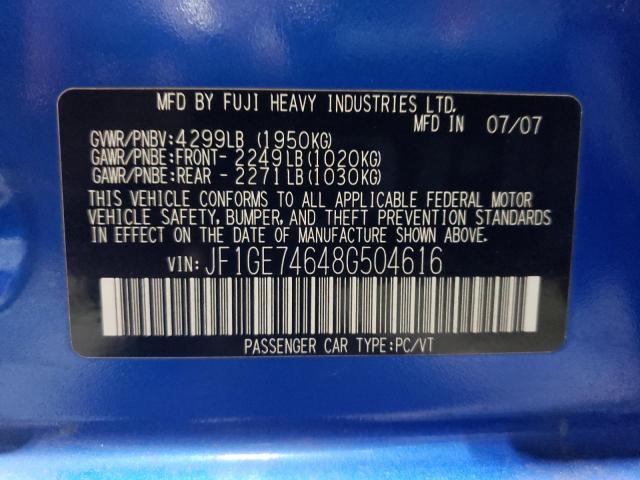 MFD BY FUJI HEAVY INDUSTRIES LTD.
MFD IN 07/07
GVWR/PNBV:4299LB (1950KG)
GAWR/PNBE:FRONT- 2249LB(1020KG)
GAWR/PNBE:REAR - 2271LB(1030KG)
THIS VEHICLE CONFORMS TO ALL APPLICABLE FEDERAL MOTOR
VEHICLE SAFETY, BUMPER, AND THEFT PREVENTION STANDARDS
IN EFFECT ON THE DATE OF MANUFACTURE SHOWN ABOVE.
VIN: JF1GE74648G504616
PASSENGER CAR TYPE:PC/VT